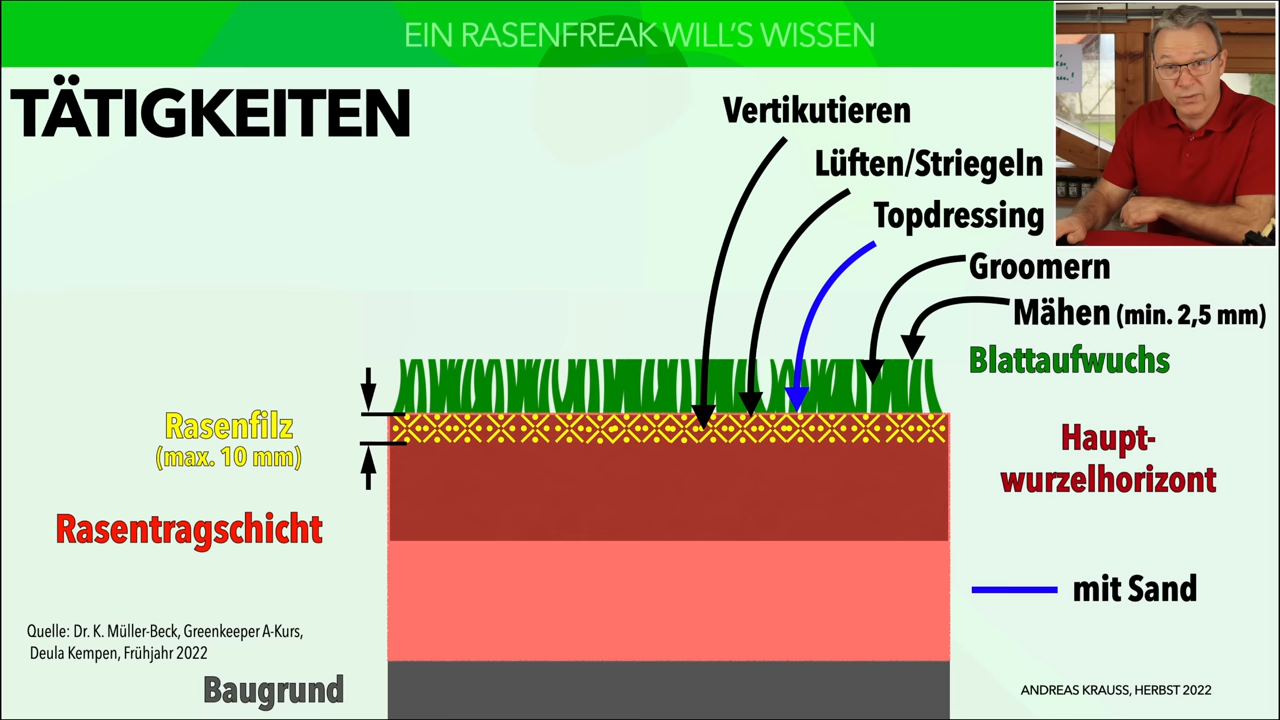 EIN RASENFREAK WILL'S WISSEN
TÄTIGKEITEN
Vertikutieren
Lüften/Striegeln
Topdressing
Groomern
Mähen (min. 2,5 mm)
Blattaufwuchs
Rasenfilz
(max. 10 mm)
Haupt-
wurzelhorizont
Rasentragschicht
mit Sand
Quelle: Dr. K. Müller-Beck, Greenkeeper A-Kurs,
Deula Kempen, Frühjahr 2022
Baugrund
ANDREAS KRAUSS, HERBST 2022